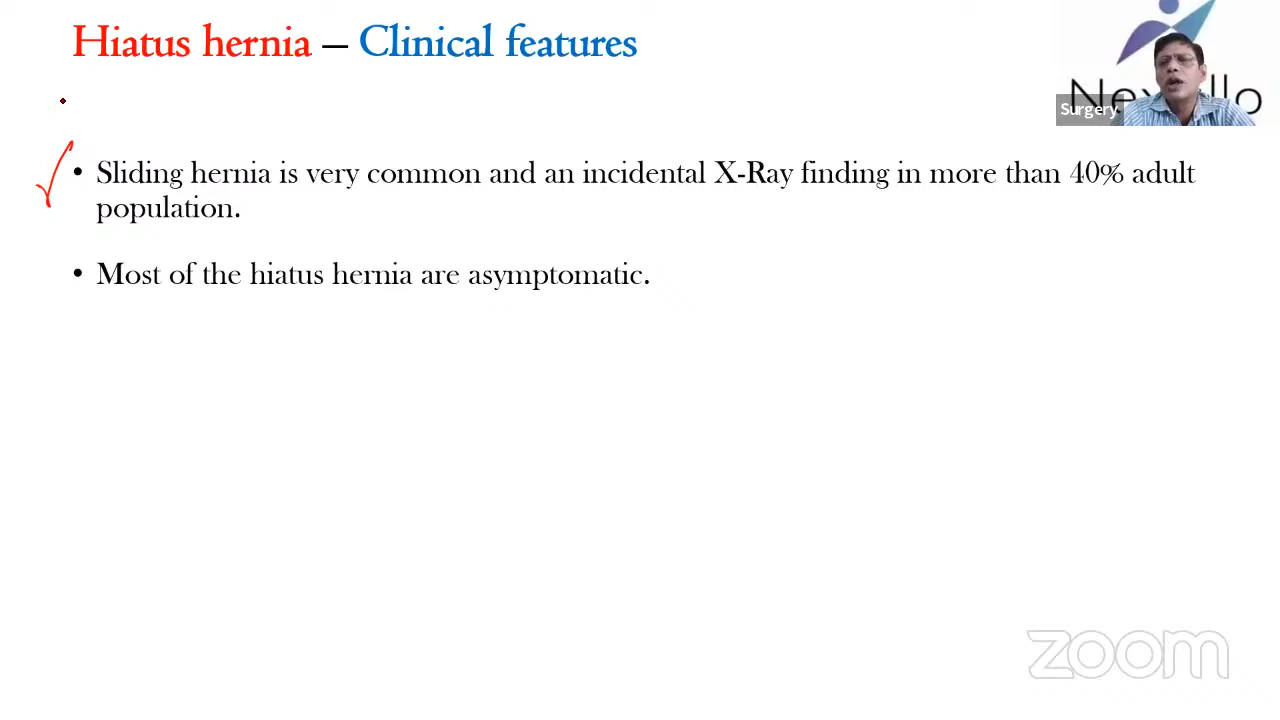 Hiatus hernia – Clinical features
Surgery
• Sliding hernia is very common and an incidental X-Ray finding in more than 40% adult
population.
• Most of the hiatus hernia are asymptomatic.
zoom